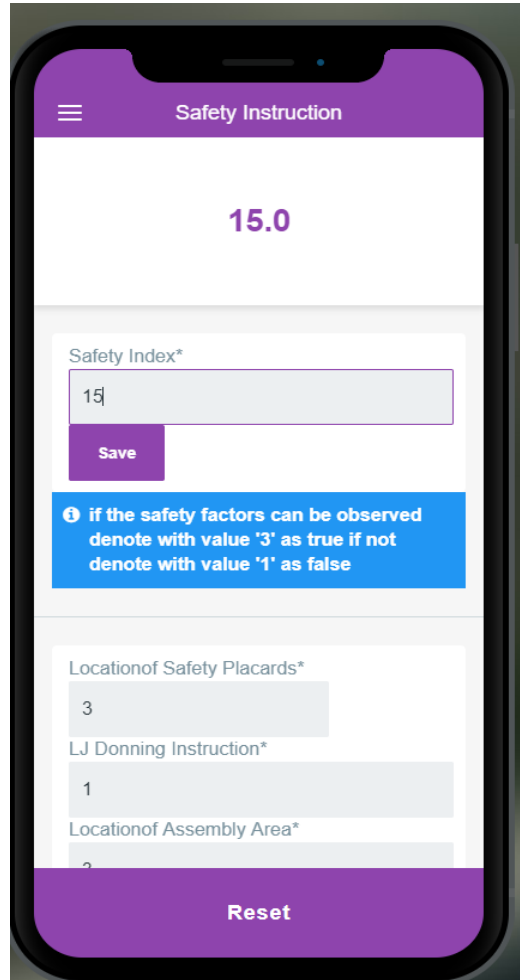 Safety Instruction
15.0
Safety Index*
15
Save
if the safety factors can be observed
denote with value '3' as true if not
denote with value '1' as false
Locationof Safety Placards*
3
LJ Donning Instruction*
1
Locationof Assembly Area*
Reset